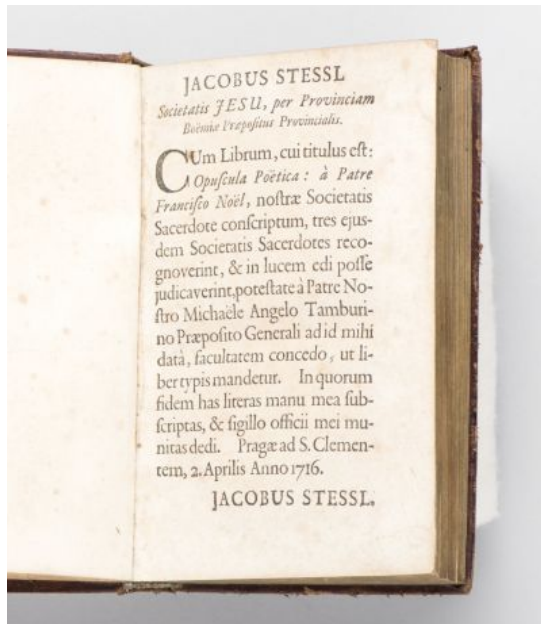 JACOBUS STESSL
Societatis JESU, per Provinciam
Boëmiæ Præpoſitus Provincialis.
CUm Librum, cui titulus eſt:
Opuſcula Poëtica: à Patre
Franciſco Noël, noſtræ Societatis
Sacerdote conſcriptum, tres ejus-
dem Societatis Sacerdotes reco-
gnoverint, & in lucem edi poſſe
judicaverint, poteſtate à Patre No-
ſtro Michaële Angelo Tamburi-
no Præpoſito Generali ad id mihi
datâ, facultatem concedo, ut li-
ber typis mandetur. In quorum
fidem has literas manu mea ſub-
ſcriptas, & ſigillo officii mei mu-
nitas dedi. Pragæ ad S. Clemen-
tem, 2. Aprilis Anno 1716.
JACOBUS STESSL.